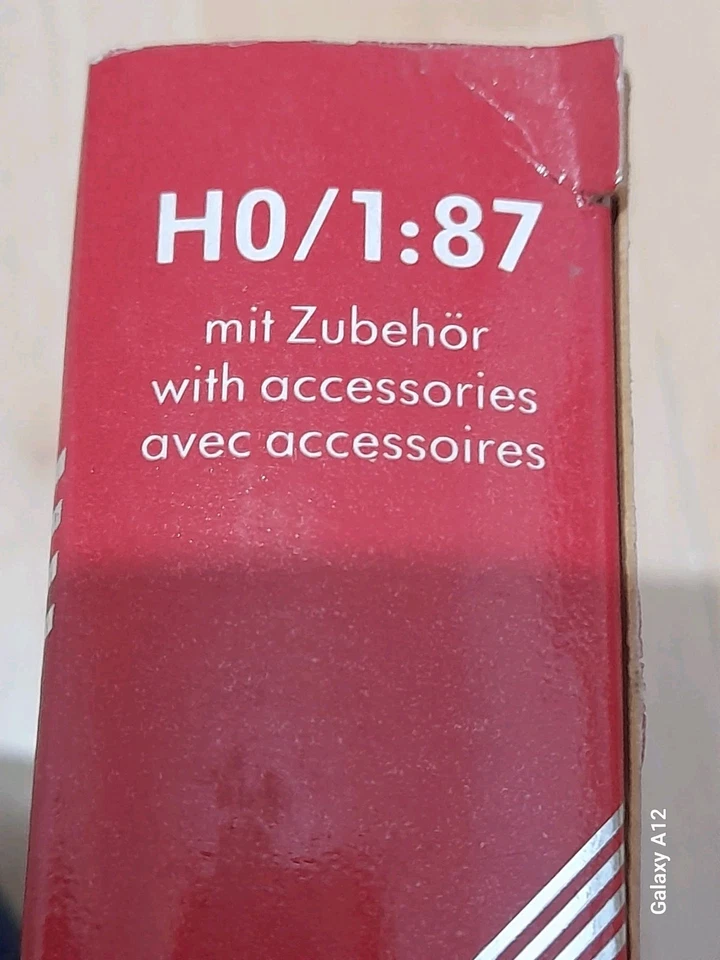 H0/1:87
mit Zubehör
with accessories
avec accessoires
Galaxy A12